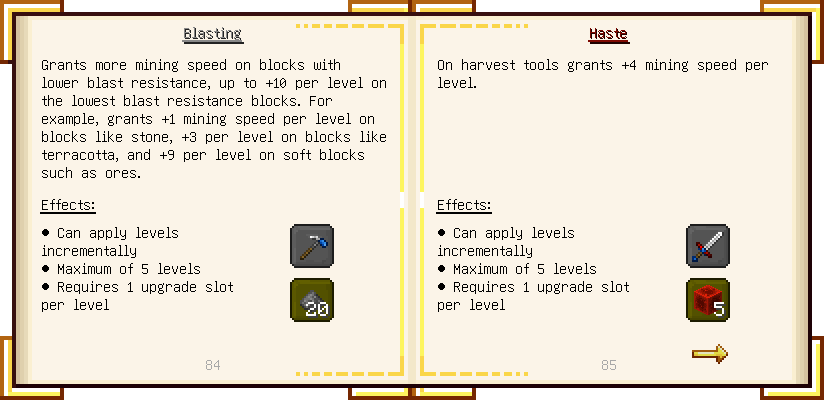 Blasting
Grants more mining speed on blocks with
lower blast resistance, up to +10 per level on
the lowest blast resistance blocks. For
example, grants +1 mining speed per level on
blocks like stone, +3 per level on blocks like
terracotta, and +9 per level on soft blocks
such as ores.
Effects:
● Can apply levels
incrementally
● Maximum of 5 levels
● Requires 1 upgrade slot
per level
20
84
Haste
On harvest tools grants +4 mining speed per
level.
Effects:
● Can apply levels
incrementally
● Maximum of 5 levels
● Requires 1 upgrade slot
per level
5
85